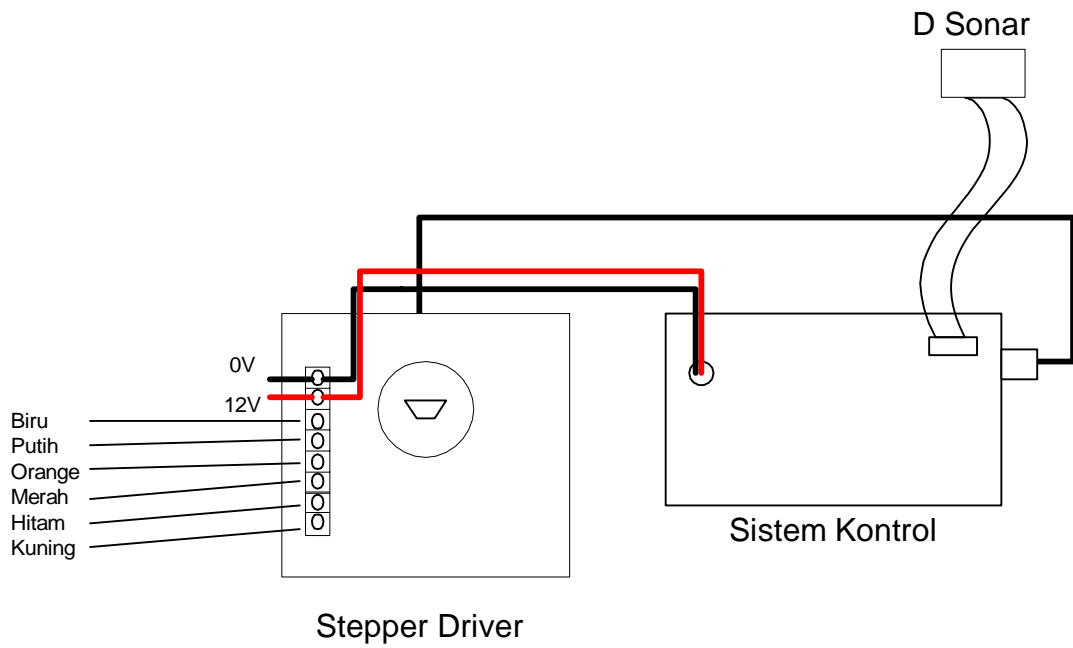 D Sonar
0V
12V
Biru
Putih
Orange
Merah
Hitam
Kuning
Sistem Kontrol
Stepper Driver